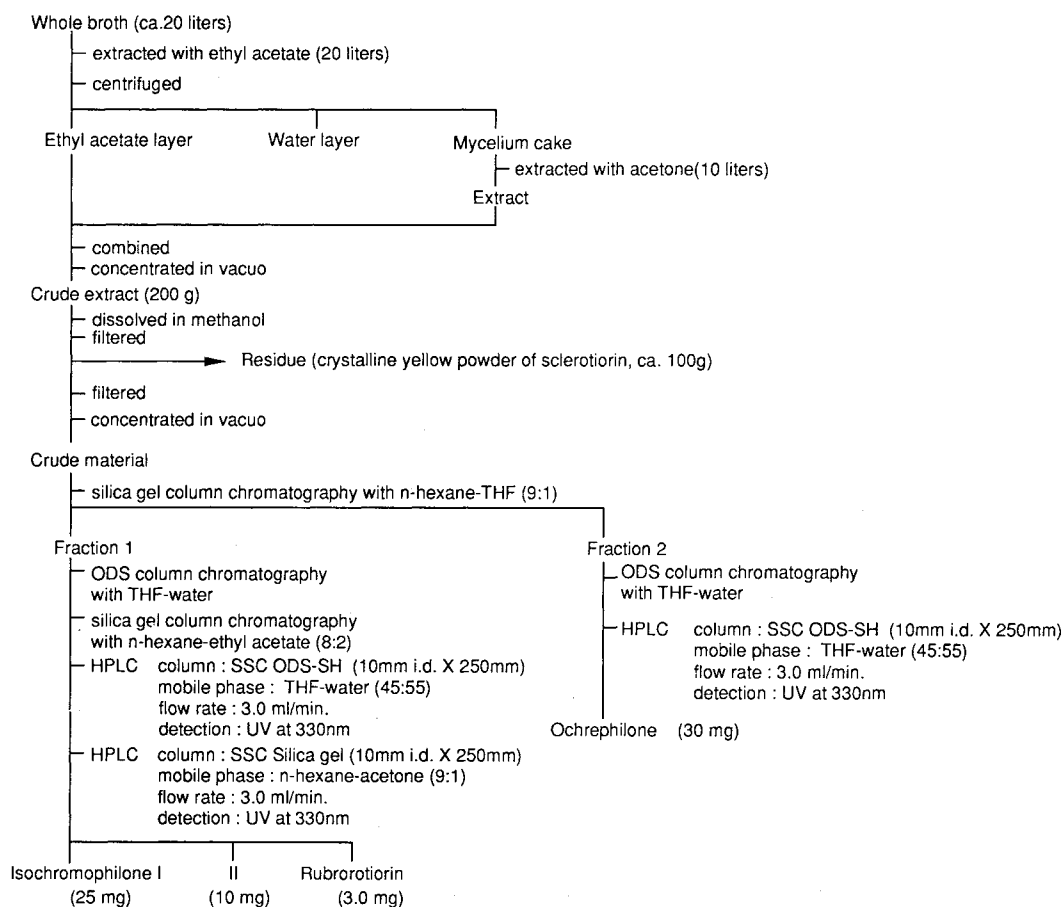 Whole broth (ca.20 liters)
extracted with ethyl acetate (20 liters)
centrifuged
Ethyl acetate layer
Water layer
Mycelium cake
extracted with acetone(10 liters)
Extract
combined
concentrated in vacuo
Crude extract (200 g)
dissolved in methanol
filtered
Residue (crystalline yellow powder of sclerotiorin, ca. 100g)
filtered
concentrated in vacuo
Crude material
silica gel column chromatography with n-hexane-THF (9:1)
Fraction 1
ODS column chromatography
with THF-water
silica gel column chromatography
with n-hexane-ethyl acetate (8:2)
HPLC column : SSC ODS-SH (10mm i.d. X 250mm)
mobile phase : THF-water (45:55)
flow rate : 3.0 ml/min.
detection : UV at 330nm
HPLC column : SSC Silica gel (10mm i.d. X 250mm)
mobile phase : n-hexane-acetone (9:1)
flow rate : 3.0 ml/min.
detection : UV at 330nm
Isochromophilone I
(25 mg)
II
(10 mg)
Rubrorotiorin
(3.0 mg)
Fraction 2
ODS column chromatography
with THF-water
HPLC column : SSC ODS-SH (10mm i.d. X 250mm)
mobile phase : THF-water (45:55)
flow rate : 3.0 ml/min.
detection : UV at 330nm
Ochrephilone (30 mg)